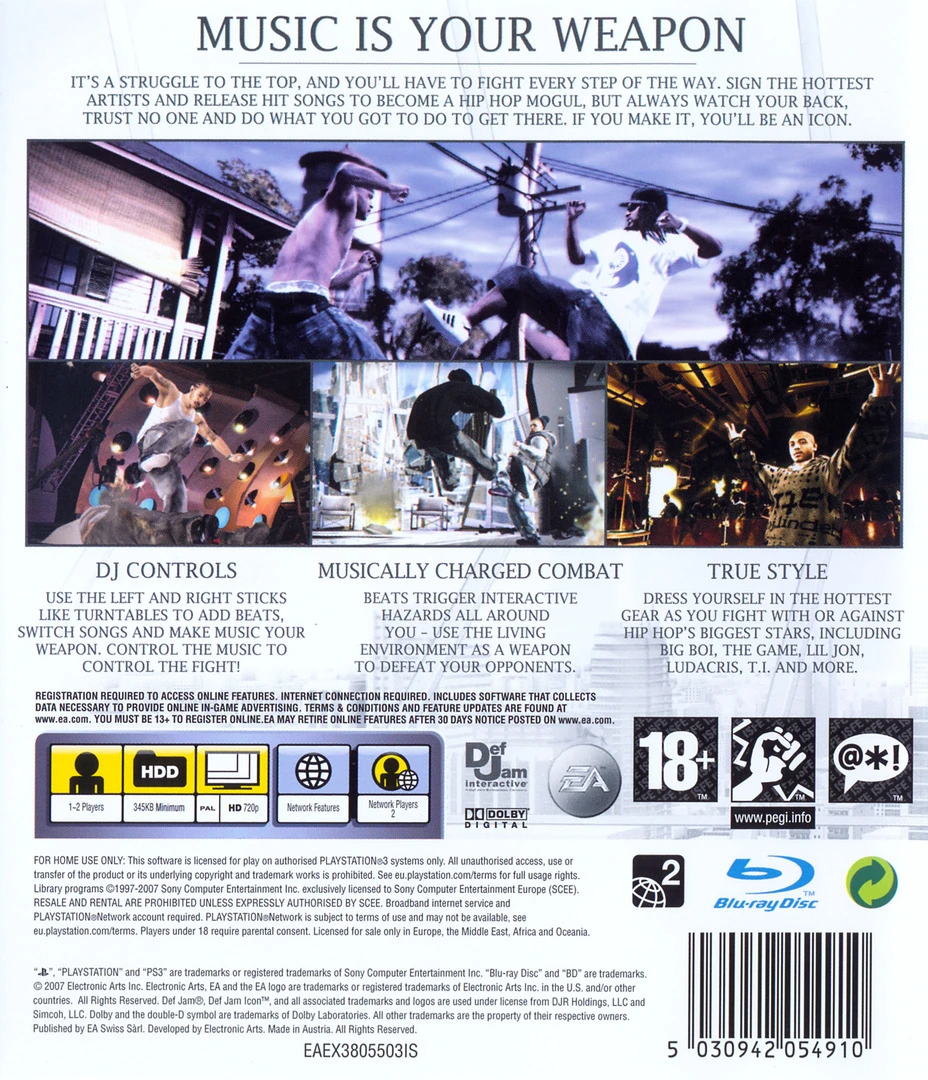 MUSIC IS YOUR WEAPON
IT'S A STRUGGLE TO THE TOP, AND YOU'LL HAVE TO FIGHT EVERY STEP OF THE WAY. SIGN THE HOTTEST
ARTISTS AND RELEASE HIT SONGS TO BECOME A HIP HOP MOGUL, BUT ALWAYS WATCH YOUR BACK,
TRUST NO ONE AND DO WHAT YOU GOT TO DO TO GET THERE. IF YOU MAKE IT, YOU'LL BE AN ICON.
DJ CONTROLS
USE THE LEFT AND RIGHT STICKS
LIKE TURNTABLES TO ADD BEATS,
SWITCH SONGS AND MAKE MUSIC YOUR
WEAPON. CONTROL THE MUSIC TO
CONTROL THE FIGHT!
MUSICALLY CHARGED COMBAT
BEATS TRIGGER INTERACTIVE
HAZARDS ALL AROUND
YOU – USE THE LIVING
ENVIRONMENT AS A WEAPON
TO DEFEAT YOUR OPPONENTS.
TRUE STYLE
DRESS YOURSELF IN THE HOTTEST
GEAR AS YOU FIGHT WITH OR AGAINST
HIP HOP'S BIGGEST STARS, INCLUDING
BIG BOI, THE GAME, LIL JON,
LUDACRIS, T.I. AND MORE.
REGISTRATION REQUIRED TO ACCESS ONLINE FEATURES. INTERNET CONNECTION REQUIRED. INCLUDES SOFTWARE THAT COLLECTS
DATA NECESSARY TO PROVIDE ONLINE IN-GAME ADVERTISING. TERMS & CONDITIONS AND FEATURE UPDATES ARE FOUND AT
www.ea.com. YOU MUST BE 13+ TO REGISTER ONLINE.EA MAY RETIRE ONLINE FEATURES AFTER 30 DAYS NOTICE POSTED ON www.ea.com.
HDD
1–2 Players
345KB Minimum
PAL HD 720p
Network Features
Network Players
2
Def
Jam
interactive
DOLBY
DIGITAL
EA
18+
TM
TM
www.pegi.info
@*!
TM
FOR HOME USE ONLY: This software is licensed for play on authorised PLAYSTATION®3 systems only. All unauthorised access, use or
transfer of the product or its underlying copyright and trademark works is prohibited. See eu.playstation.com/terms for full usage rights.
Library programs ©1997-2007 Sony Computer Entertainment Inc. exclusively licensed to Sony Computer Entertainment Europe (SCEE).
RESALE AND RENTAL ARE PROHIBITED UNLESS EXPRESSLY AUTHORISED BY SCEE. Broadband internet service and
PLAYSTATION®Network account required. PLAYSTATION®Network is subject to terms of use and may not be available, see
eu.playstation.com/terms. Players under 18 require parental consent. Licensed for sale only in Europe, the Middle East, Africa and Oceania.
2
Blu-ray Disc
TM
“PS”, “PLAYSTATION” and “PS3” are trademarks or registered trademarks of Sony Computer Entertainment Inc. “Blu-ray Disc” and “BD” are trademarks.
© 2007 Electronic Arts Inc. Electronic Arts, EA and the EA logo are trademarks or registered trademarks of Electronic Arts Inc. in the U.S. and/or other
countries. All Rights Reserved. Def Jam®, Def Jam Icon™, and all associated trademarks and logos are used under license from DJR Holdings, LLC and
Simcoh, LLC. Dolby and the double-D symbol are trademarks of Dolby Laboratories. All other trademarks are the property of their respective owners.
Published by EA Swiss Sàrl. Developed by Electronic Arts. Made in Austria. All Rights Reserved.
EAEX3805503IS
5 030942 054910